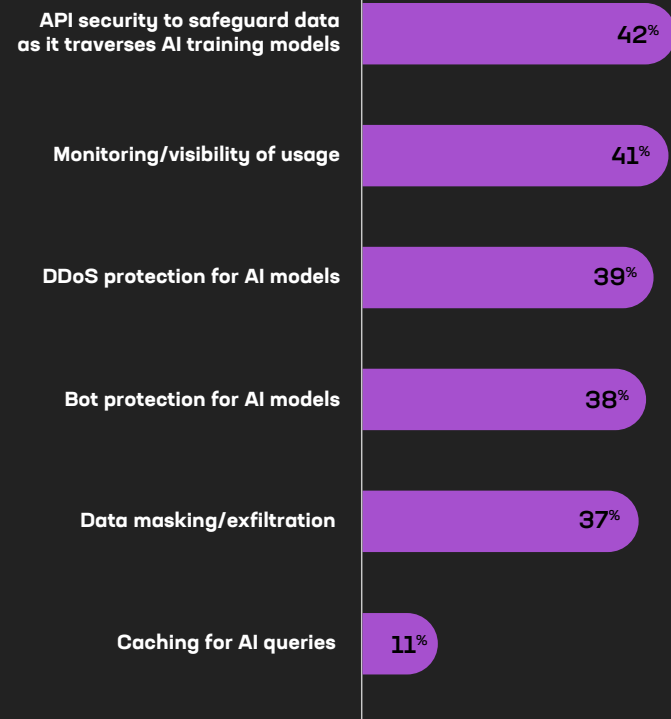 API security to safeguard data
as it traverses AI training models
42%
Monitoring/visibility of usage
41%
DDoS protection for AI models
39%
Bot protection for AI models
38%
Data masking/exfiltration
37%
Caching for AI queries
11%